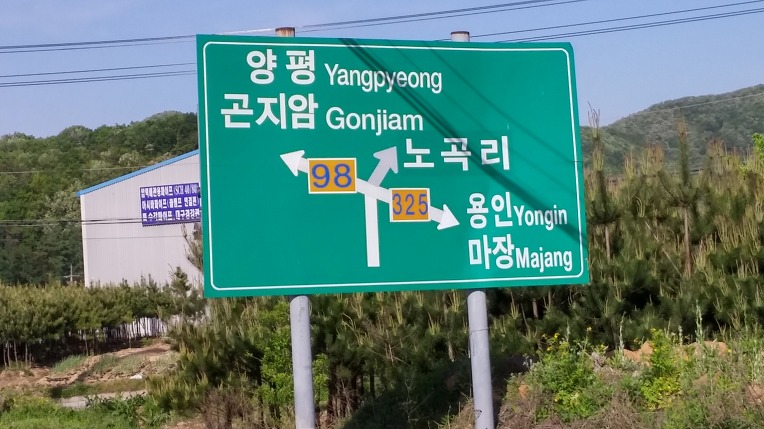 양평 Yangpyeong
곤지암 Gonjiam
노곡리
98
325
용인 Yongin
마장 Majang